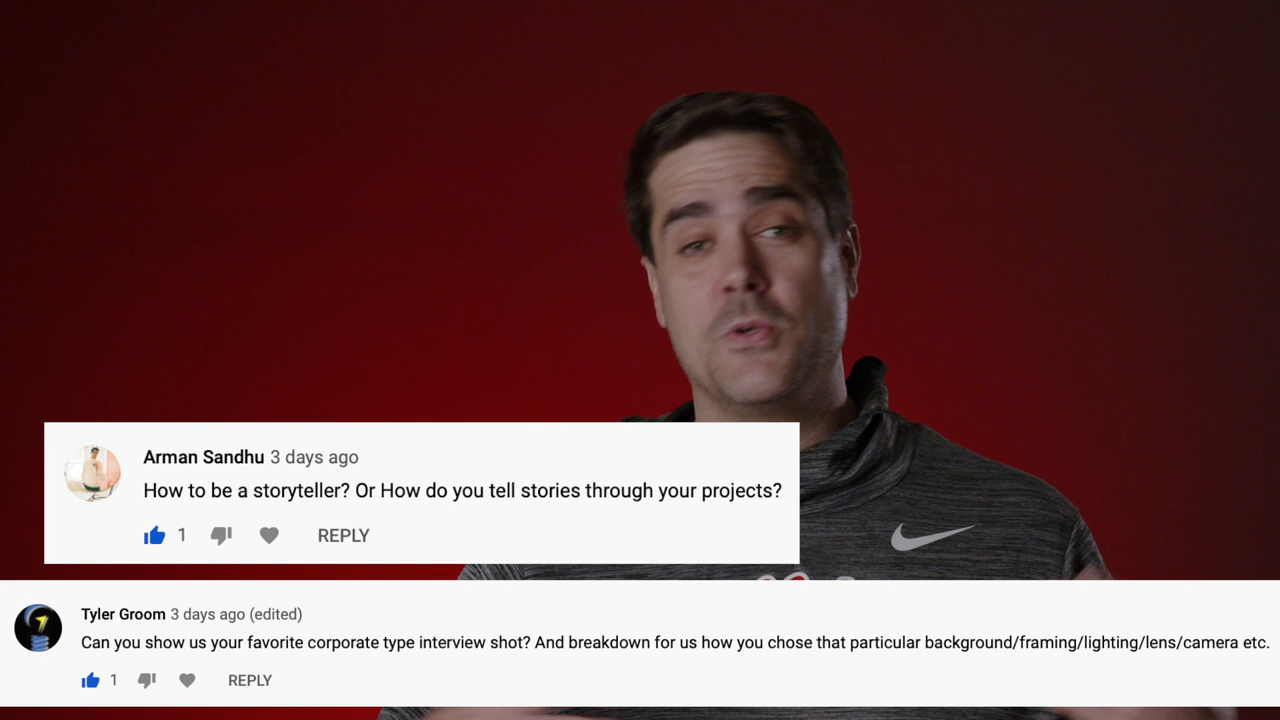 Arman Sandhu 3 days ago
How to be a storyteller? Or How do you tell stories through your projects?
1 REPLY
Tyler Groom 3 days ago (edited)
Can you show us your favorite corporate type interview shot? And breakdown for us how you chose that particular background/framing/lighting/lens/camera etc.
1 REPLY